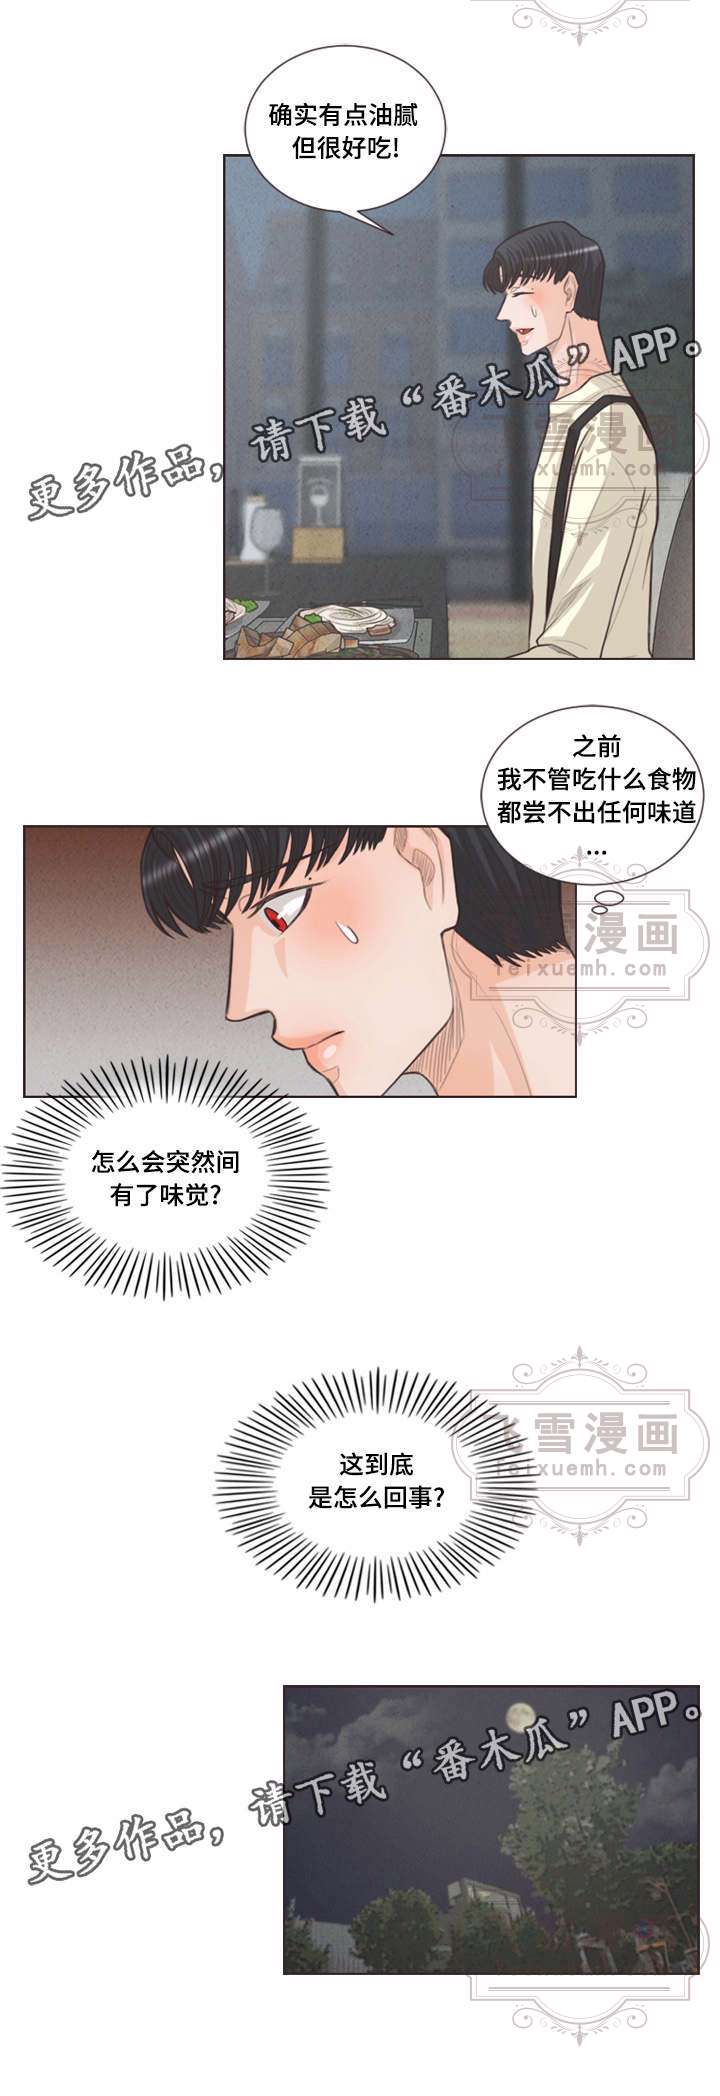 确实有点油腻
但很好吃!
更多作品，请下载“番木瓜”APP。
飞雪漫画
feixuemh.com
之前
我不管吃什么食物
都尝不出任何味道
...
飞雪漫画
feixuemh.com
怎么会突然间
有了味觉?
这到底
是怎么回事?
飞雪漫画
feixuemh.com
更多作品，请下载“番木瓜”APP。